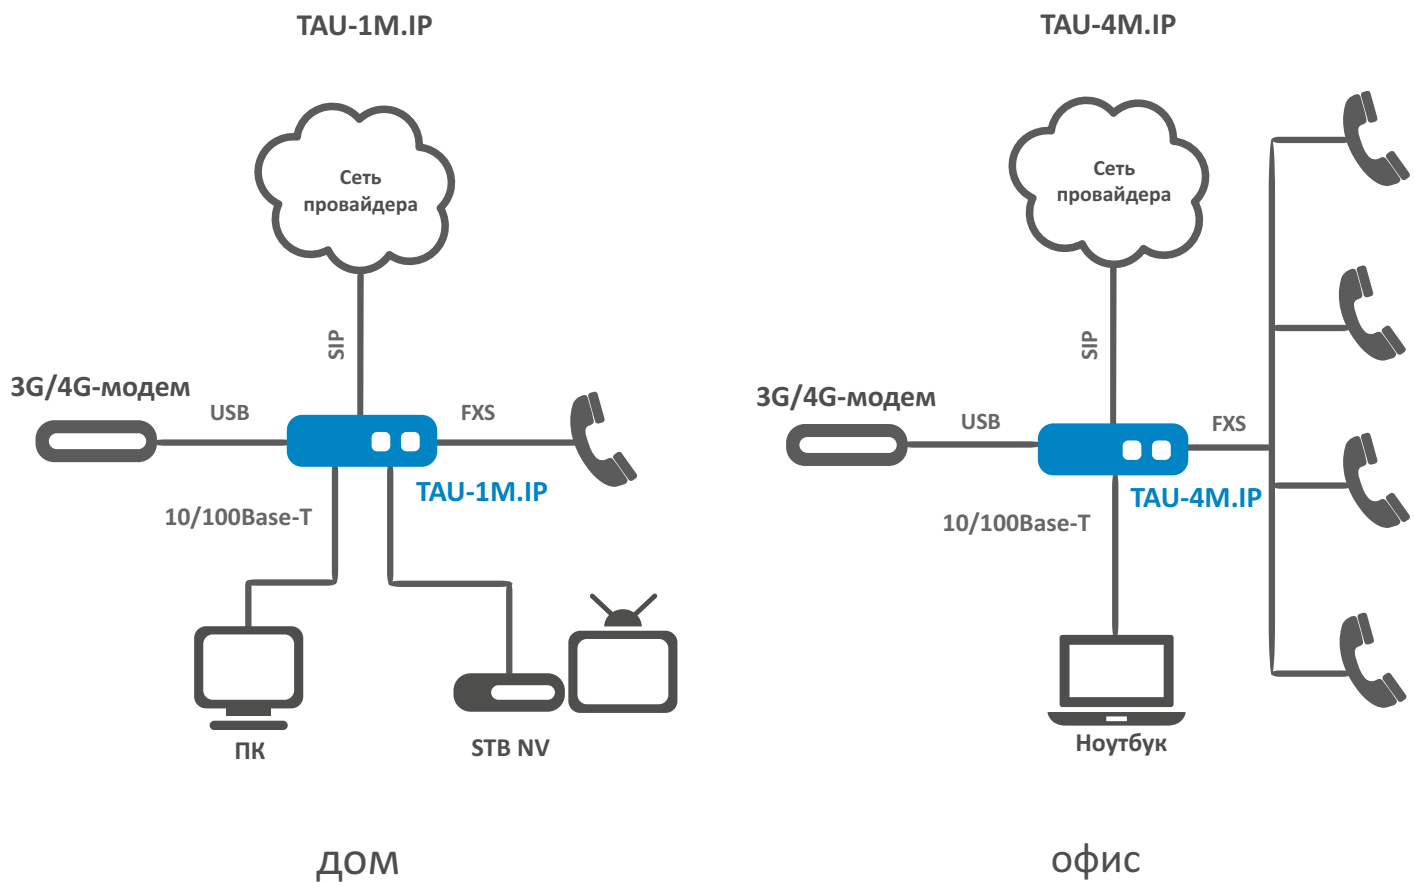 TAU-1M.IP
Сеть
провайдера
SIP
3G/4G-модем
USB
FXS
TAU-1M.IP
10/100Base-T
ПК
STB NV
дом
TAU-4M.IP
Сеть
провайдера
SIP
3G/4G-модем
USB
FXS
TAU-4M.IP
10/100Base-T
Ноутбук
офис